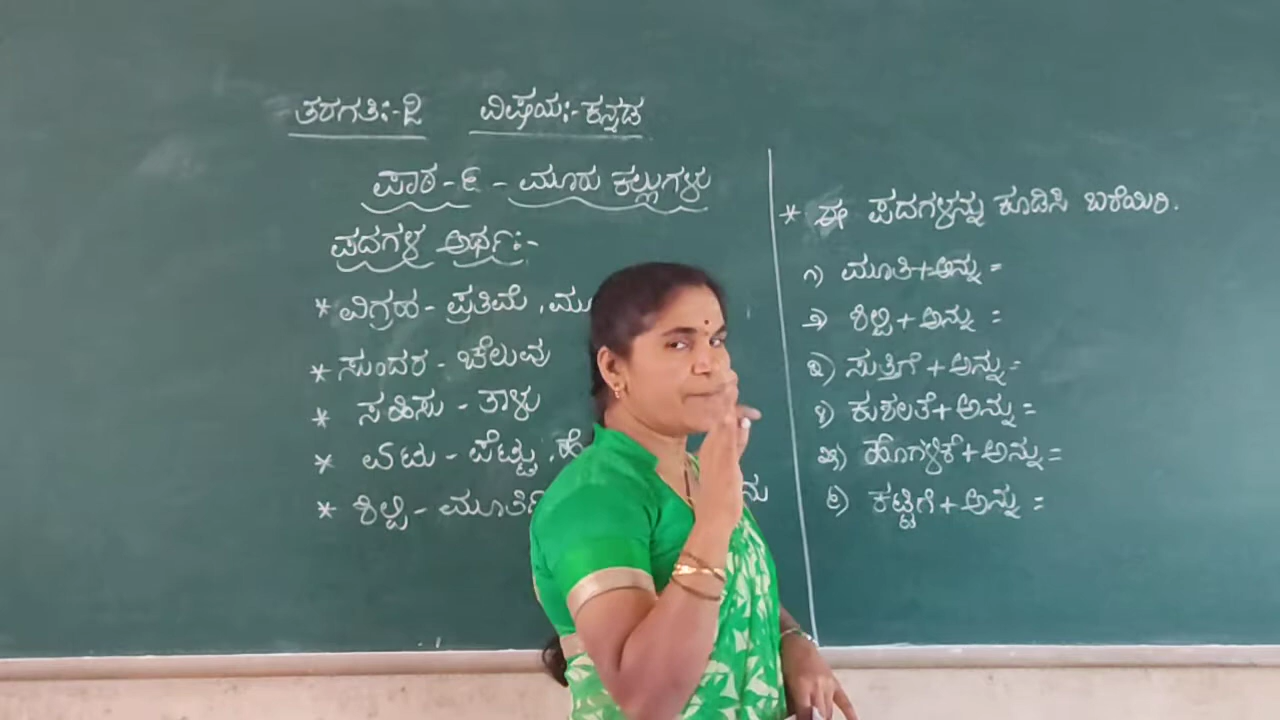 ತರಗತಿ:-೨ ವಿಷಯ:-ಕನ್ನಡ
ಪಾಠ-೬ - ಮೂರು ಕಲ್ಲುಗಳು
ಪದಗಳ ಅರ್ಥ:-
* ವಿಗ್ರಹ - ಪ್ರತಿಮೆ,
* ಸುಂದರ - ಚೆಲುವು
* ಸಹಿಸು - ತಾಳು
* ಏಟು - ಪೆಟ್ಟು,
* ಶಿಲ್ಪಿ -
* ಈ ಪದಗಳನ್ನು ಕೂಡಿಸಿ ಬರೆಯಿರಿ.
೧) ಮೂರ್ತಿ+ಅನ್ನು =
೨) ಶಿಲ್ಪಿ + ಅನ್ನು =
೩) ಸುತ್ತಿಗೆ + ಅನ್ನು =
೪) ಕುಶಲತೆ+ ಅನ್ನು =
೫) ಹೊಗಳಿಕೆ + ಅನ್ನು =
೬) ಕಟ್ಟಿಗೆ + ಅನ್ನು =